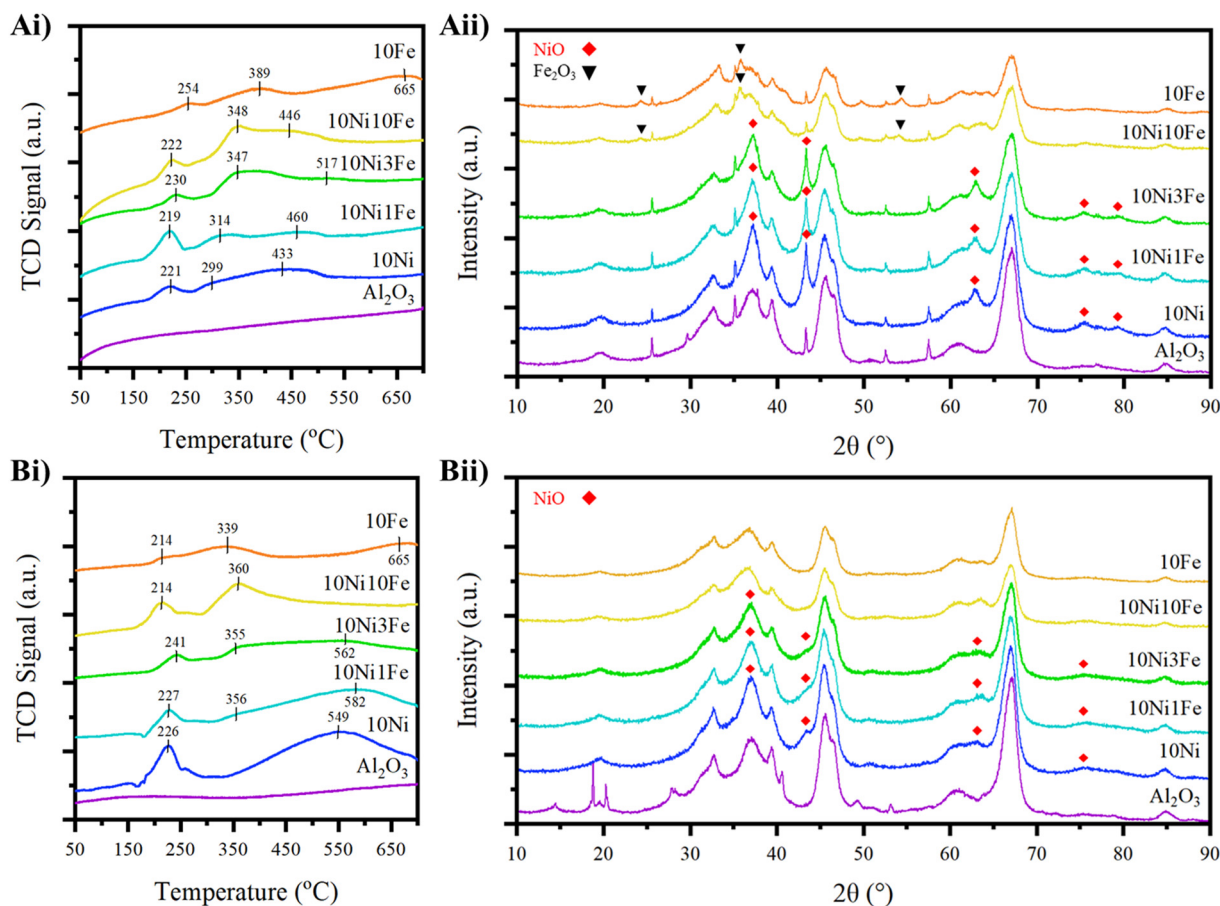 Ai)
TCD Signal (a.u.)
10Fe
254
389
665
10Ni10Fe
222
348
446
10Ni3Fe
230
347
517
10Ni1Fe
219
314
460
10Ni
221
299
433
Al₂O₃
50 150 250 350 450 550 650
Temperature (ºC)
Aii)
Intensity (a.u.)
NiO
Fe₂O₃
10Fe
10Ni10Fe
10Ni3Fe
10Ni1Fe
10Ni
Al₂O₃
10 20 30 40 50 60 70 80 90
2θ (°)
Bi)
TCD Signal (a.u.)
10Fe
214
339
665
10Ni10Fe
214
360
10Ni3Fe
241
355
562
10Ni1Fe
227
356
582
10Ni
226
549
Al₂O₃
50 150 250 350 450 550 650
Temperature (ºC)
Bii)
Intensity (a.u.)
NiO
10Fe
10Ni10Fe
10Ni3Fe
10Ni1Fe
10Ni
Al₂O₃
10 20 30 40 50 60 70 80 90
2θ (°)